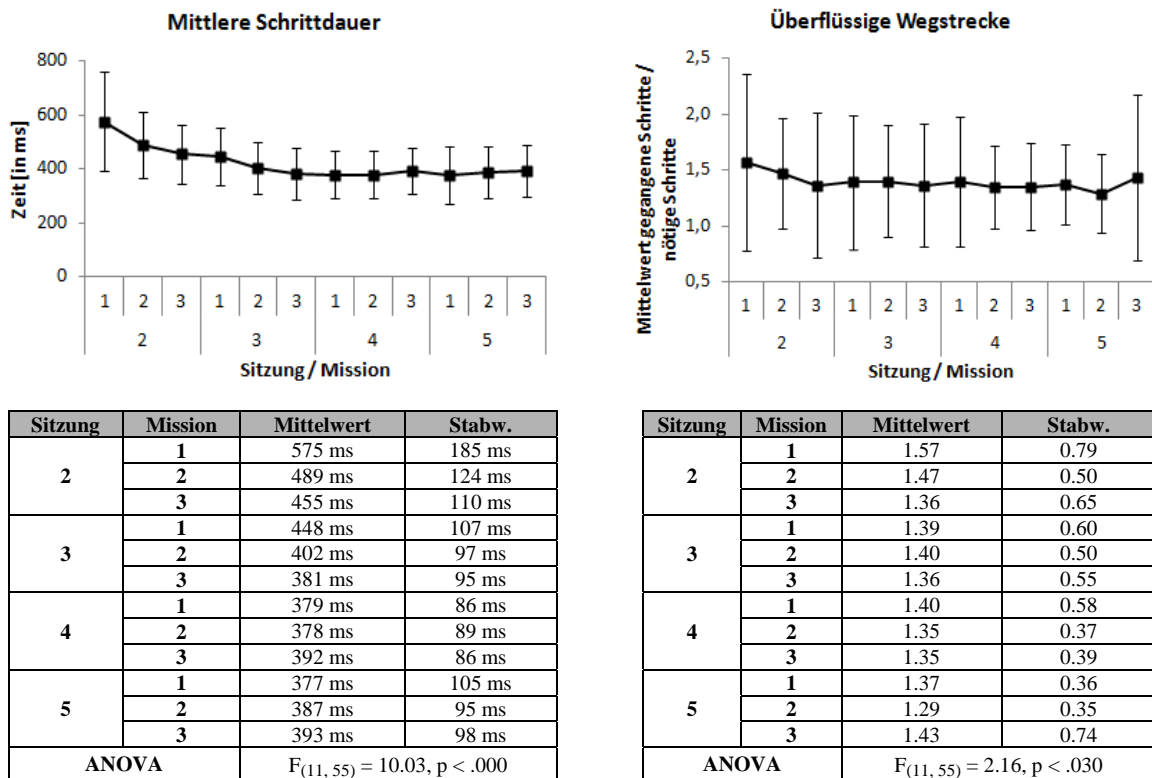 Mittlere Schrittdauer
Zeit [in ms]
800
600
400
200
0
1 2 3 1 2 3 1 2 3 1 2 3
2 3 4 5
Sitzung / Mission
Überflüssige Wegstrecke
Mittelwert gegangene Schritte /
nötige Schritte
2,5
2,0
1,5
1,0
0,5
1 2 3 1 2 3 1 2 3 1 2 3
2 3 4 5
Sitzung / Mission
Sitzung Mission Mittelwert Stabw.
2 1 575 ms 185 ms
2 489 ms 124 ms
3 455 ms 110 ms
3 1 448 ms 107 ms
2 402 ms 97 ms
3 381 ms 95 ms
4 1 379 ms 86 ms
2 378 ms 89 ms
3 392 ms 86 ms
5 1 377 ms 105 ms
2 387 ms 95 ms
3 393 ms 98 ms
ANOVA F(11, 55) = 10.03, p < .000
Sitzung Mission Mittelwert Stabw.
2 1 1.57 0.79
2 1.47 0.50
3 1.36 0.65
3 1 1.39 0.60
2 1.40 0.50
3 1.36 0.55
4 1 1.40 0.58
2 1.35 0.37
3 1.35 0.39
5 1 1.37 0.36
2 1.29 0.35
3 1.43 0.74
ANOVA F(11, 55) = 2.16, p < .030